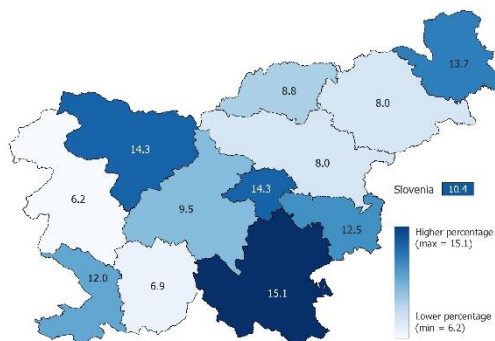 13.7
8.8
8.0
14.3
8.0
6.2
14.3
Slovenia 10.4
9.5
12.5
Higher percentage
(max = 15.1)
12.0
6.9
15.1
Lower percentage
(min = 6.2)